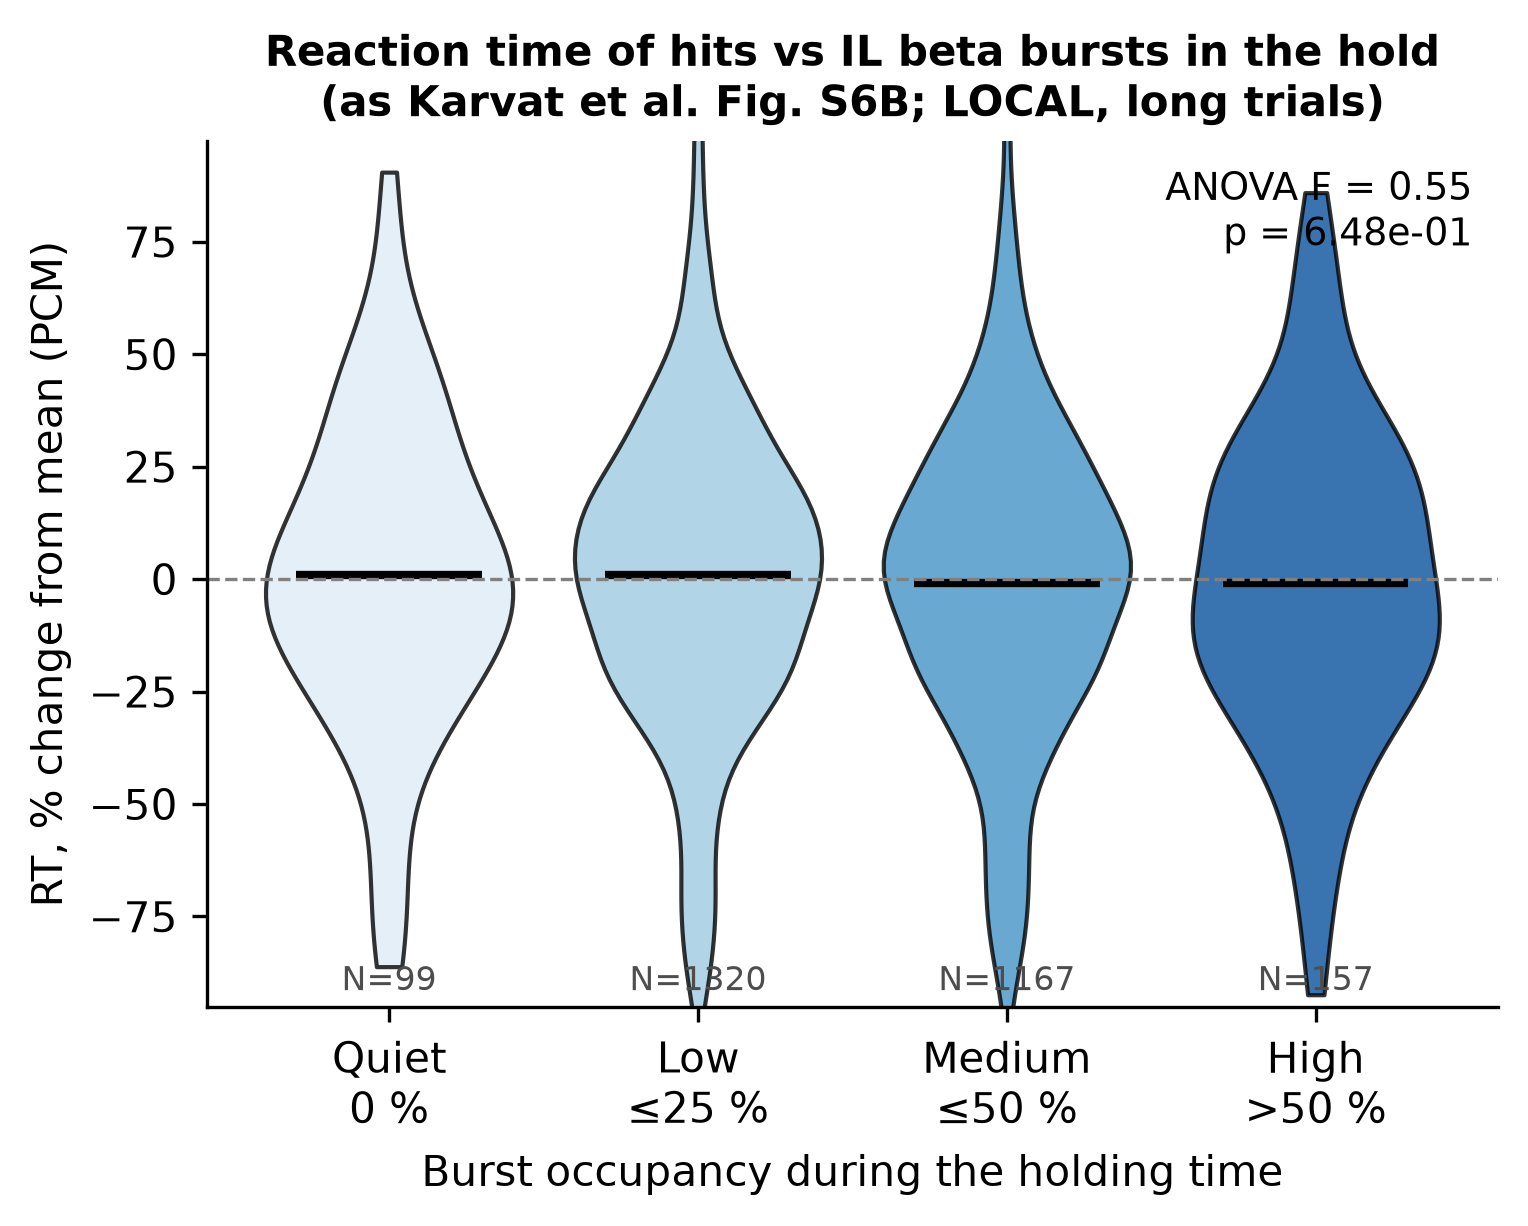 Reaction time of hits vs IL beta bursts in the hold
(as Karvat et al. Fig. S6B; LOCAL, long trials)
ANOVA F = 0.55
p = 6.48e-01
RT, % change from mean (PCM)
75
50
25
0
−25
−50
−75
N=99
N=1320
N=1167
N=157
Quiet
0 %
Low
≤25 %
Medium
≤50 %
High
>50 %
Burst occupancy during the holding time